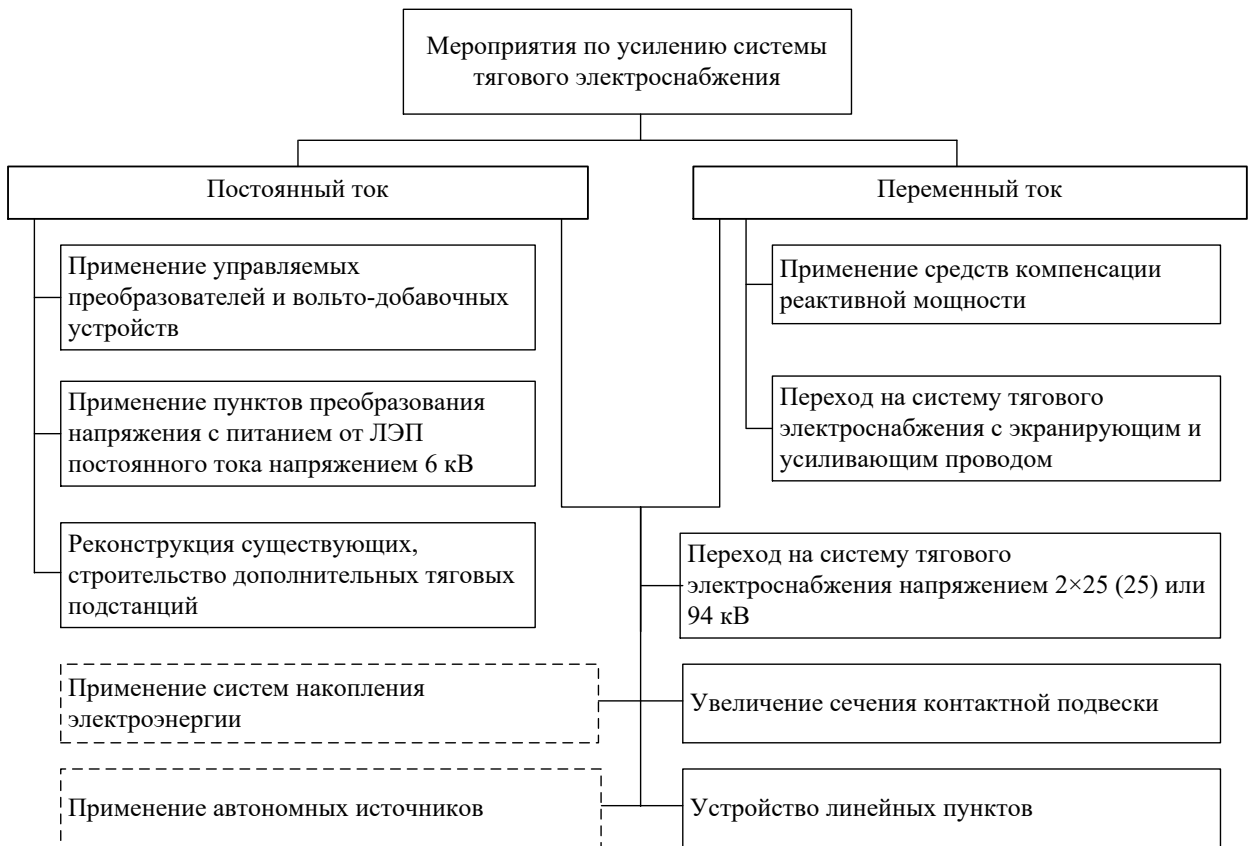 Мероприятия по усилению системы
тягового электроснабжения
Постоянный ток
Переменный ток
Применение управляемых
преобразователей и вольто-добавочных
устройств
Применение средств компенсации
реактивной мощности
Применение пунктов преобразования
напряжения с питанием от ЛЭП
постоянного тока напряжением 6 кВ
Переход на систему тягового
электроснабжения с экранирующим и
усиливающим проводом
Реконструкция существующих,
строительство дополнительных тяговых
подстанций
Переход на систему тягового
электроснабжения напряжением 2×25 (25) или
94 кВ
Применение систем накопления
электроэнергии
Увеличение сечения контактной подвески
Применение автономных источников
Устройство линейных пунктов